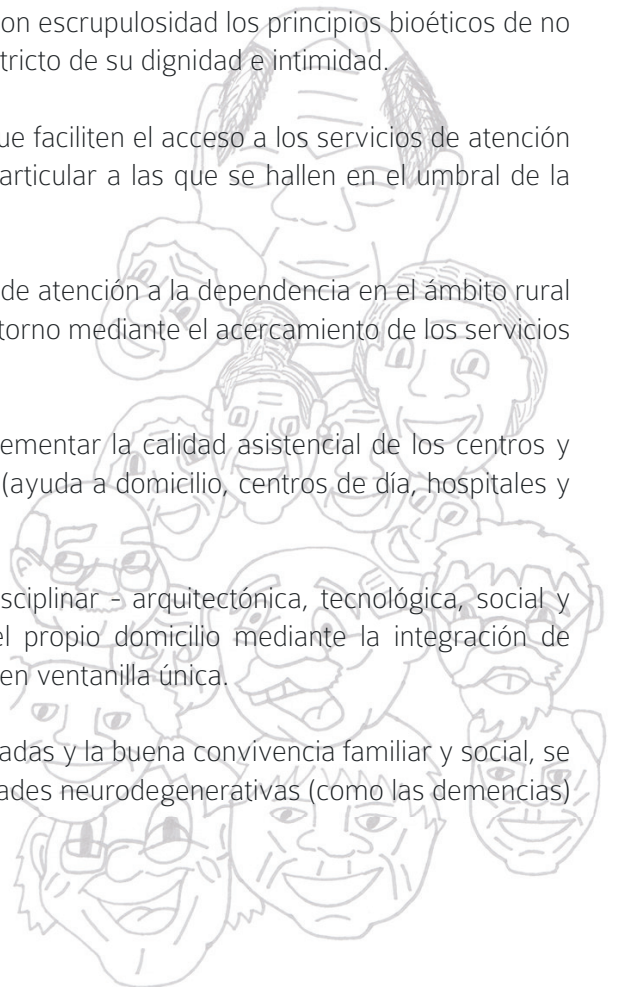 on escrupulosidad los principios bioéticos de no
tricto de su dignidad e intimidad.
ue faciliten el acceso a los servicios de atención
articular a las que se hallen en el umbral de la
de atención a la dependencia en el ámbito rural
torno mediante el acercamiento de los servicios
ementar la calidad asistencial de los centros y
(ayuda a domicilio, centros de día, hospitales y
sciplinar - arquitectónica, tecnológica, social y
el propio domicilio mediante la integración de
en ventanilla única.
adas y la buena convivencia familiar y social, se
ades neurodegenerativas (como las demencias)